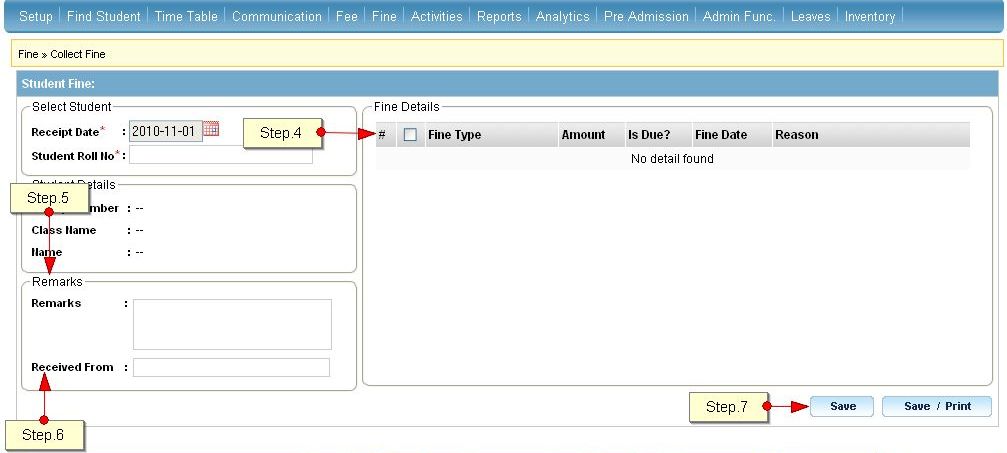 Setup Find Student Time Table Communication Fee Fine Activities Reports Analytics Pre Admission Admin Func. Leaves Inventory
Fine » Collect Fine
Student Fine:
Select Student
Receipt Date* : 2010-11-01
Student Roll No* :
Step.4
Fine Details
# Fine Type Amount Is Due? Fine Date Reason
No detail found
Student Details
Step.5
: --
Class Name : --
Name : --
Remarks
Remarks :
Received From :
Step.6
Step.7
Save
Save / Print